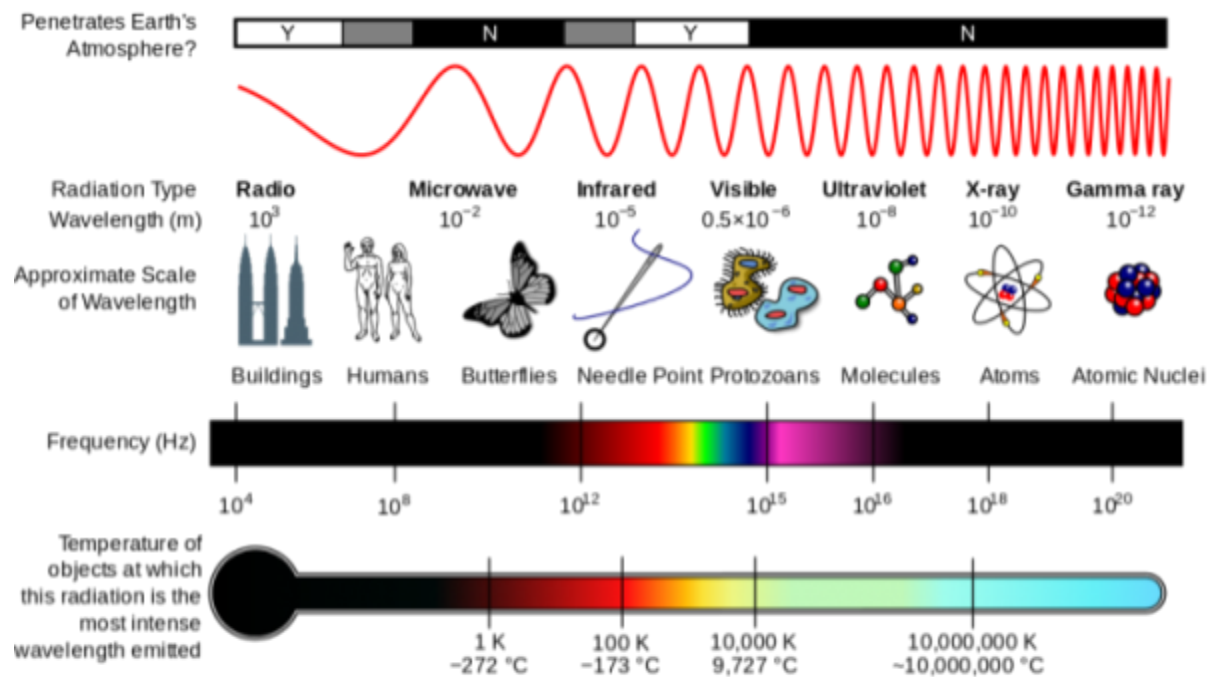 Penetrates Earth's
Atmosphere?
Y N Y N
Radiation Type Radio Microwave Infrared Visible Ultraviolet X-ray Gamma ray
Wavelength (m) 10³ 10⁻² 10⁻⁵ 0.5×10⁻⁶ 10⁻⁸ 10⁻¹⁰ 10⁻¹²
Approximate Scale
of Wavelength
Buildings Humans Butterflies Needle Point Protozoans Molecules Atoms Atomic Nuclei
Frequency (Hz)
10⁴ 10⁸ 10¹² 10¹⁵ 10¹⁶ 10¹⁸ 10²⁰
Temperature of
objects at which
this radiation is the
most intense
wavelength emitted
1 K 100 K 10,000 K 10,000,000 K
−272 °C −173 °C 9,727 °C ~10,000,000 °C